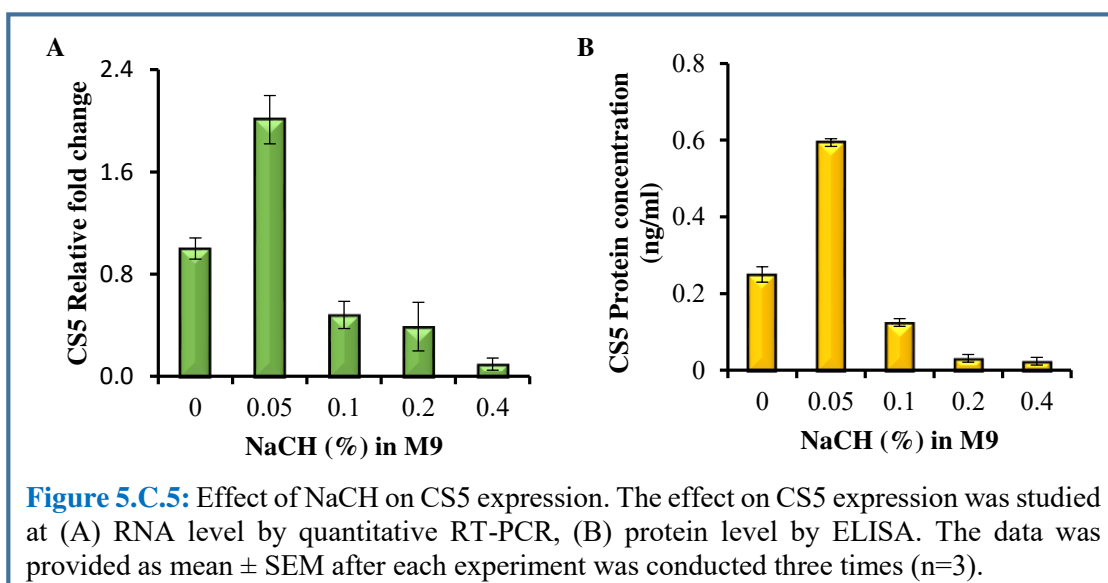 A
CS5 Relative fold change
2.4
1.6
0.8
0.0
0 0.05 0.1 0.2 0.4
NaCH (%) in M9
B
CS5 Protein concentration
(ng/ml)
0.8
0.6
0.4
0.2
0
0 0.05 0.1 0.2 0.4
NaCH (%) in M9
Figure 5.C.5: Effect of NaCH on CS5 expression. The effect on CS5 expression was studied
at (A) RNA level by quantitative RT-PCR, (B) protein level by ELISA. The data was
provided as mean ± SEM after each experiment was conducted three times (n=3).